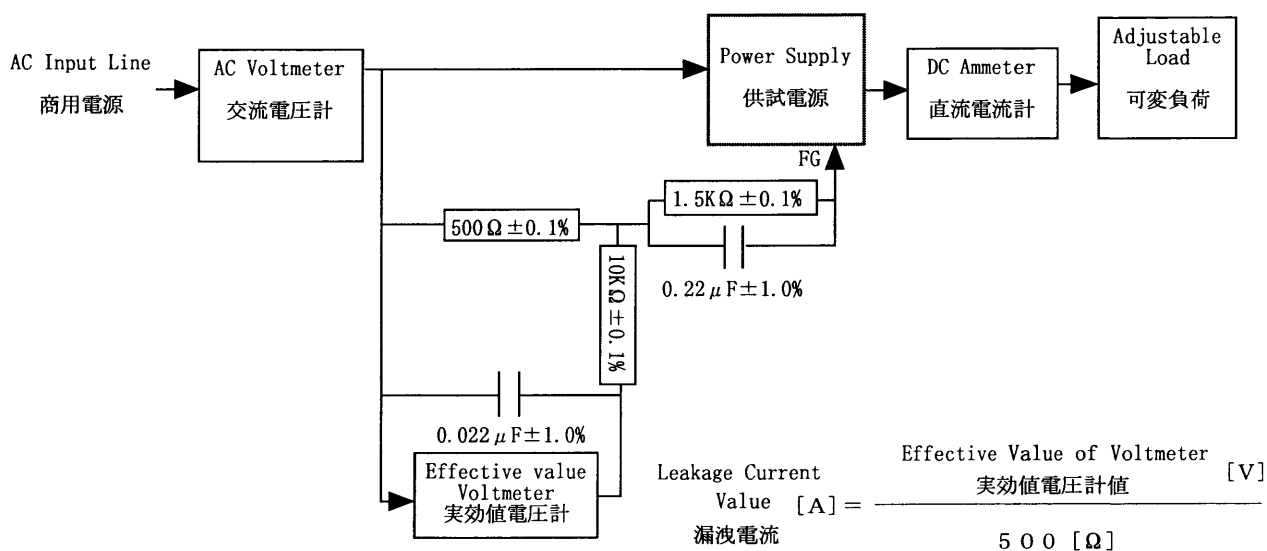 AC Input Line
商用電源
AC Voltmeter
交流電圧計
Power Supply
供試電源
DC Ammeter
直流電流計
Adjustable
Load
可変負荷
FG
1.5KΩ±0.1%
500Ω±0.1%
10KΩ±0.1%
0.22μF±1.0%
0.022μF±1.0%
Effective value
Voltmeter
実効値電圧計
Leakage Current
Value [A]=
漏洩電流
Effective Value of Voltmeter
実効値電圧計値 [V]
500 [Ω]